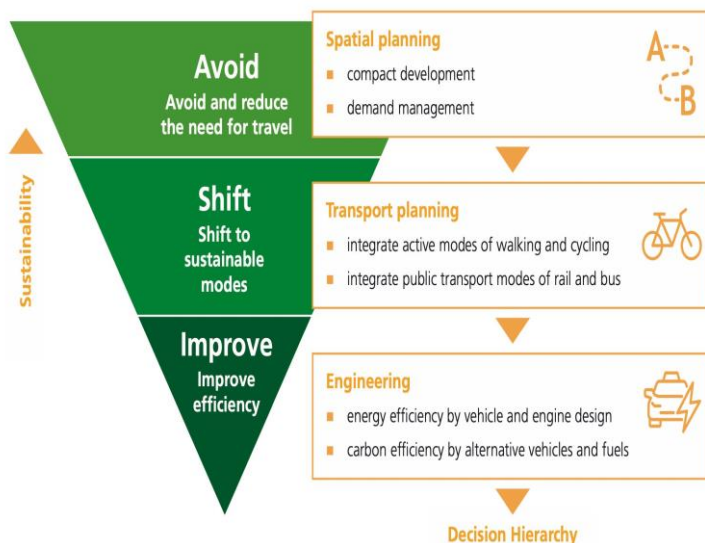 Avoid
Avoid and reduce
the need for travel
Spatial planning
compact development
demand management
A
B
Sustainability
Shift
Shift to
sustainable
modes
Transport planning
integrate active modes of walking and cycling
integrate public transport modes of rail and bus
Improve
Improve
efficiency
Engineering
energy efficiency by vehicle and engine design
carbon efficiency by alternative vehicles and fuels
Decision Hierarchy